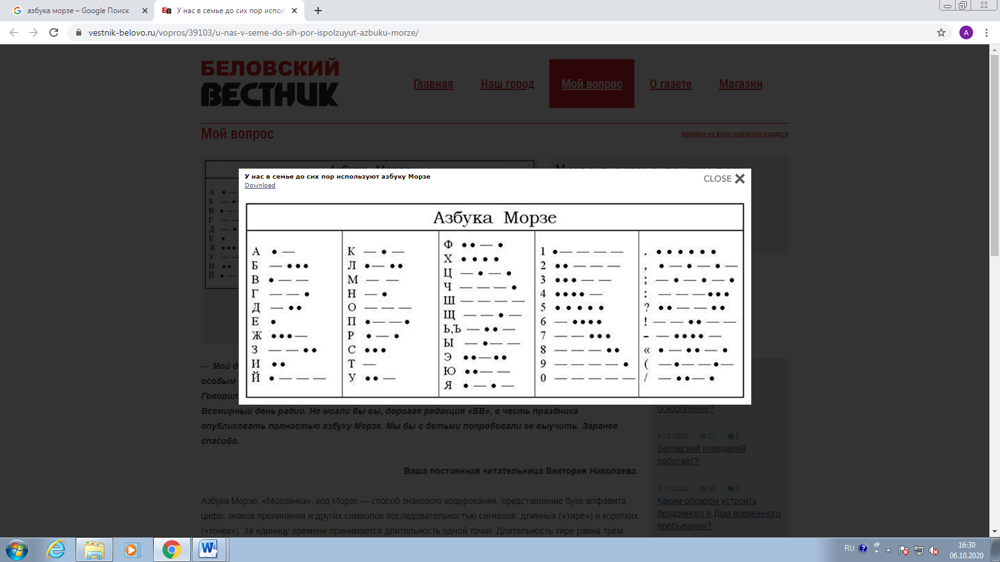 азбука морзе – Google Поиск
У нас в семье до сих пор испол
vestnik-belovo.ru/vopros/39103/u-nas-v-seme-do-sih-por-ispolzuyut-azbuku-morze/
A
БЕЛОВСКИЙ
ВЕСТНИК
Главная Наш город Мой вопрос О газете Магазин
Мой вопрос
перейти ко всем новостям раздела
У нас в семье до сих пор используют азбуку Морзе
Download
CLOSE
Азбука Морзе
А • —
Б — • • •
В • — —
Г — — •
Д — • •
Е •
Ж • • • —
З — — • •
И • •
Й • — — —
К — • —
Л • — • •
М — —
Н — •
О — — —
П • — — •
Р • — •
С • • •
Т —
У • • —
Ф • • — •
Х • • • •
Ц — • — •
Ч — — — •
Ш — — — —
Щ — — • —
Ь,Ъ — • • —
Ы — • — —
Э • • — • •
Ю • • — —
Я • — • —
1 • — — — —
2 • • — — —
3 • • • — —
4 • • • • —
5 • • • • •
6 — • • • •
7 — — • • •
8 — — — • •
9 — — — — •
0 — — — — —
. • • • • • •
, • — • — • —
; — • — • — •
: — — — • • •
? • • — — • •
! — — • • — —
– — • • • • —
« • — • • — •
( — • — — • —
/ — • • — •
— Мой д
особым
Говорил
Всемирный день радио. Не могли бы вы, дорогая редакция «БВ», в честь праздника
опубликовать полностью азбуку Морзе. Мы бы с детьми попробовали ее выучить. Заранее
спасибо.
Ваша постоянная читательница Виктория Николаева.
Азбука Морзе, «Морзянка», код Морзе — способ знакового кодирования, представление букв алфавита,
цифр, знаков препинания и других символов последовательностью сигналов: длинных («тире») и коротких
(«точек»). За единицу времени принимается длительность одной точки. Длительность тире равна трём
оскорбление?
4.10.2020 21 0
Беловский ковидарий
работает?
3.10.2020 26 0
Каким образом устроить
бездомного в Дом временного
пребывания?
RU
16:30
06.10.2020